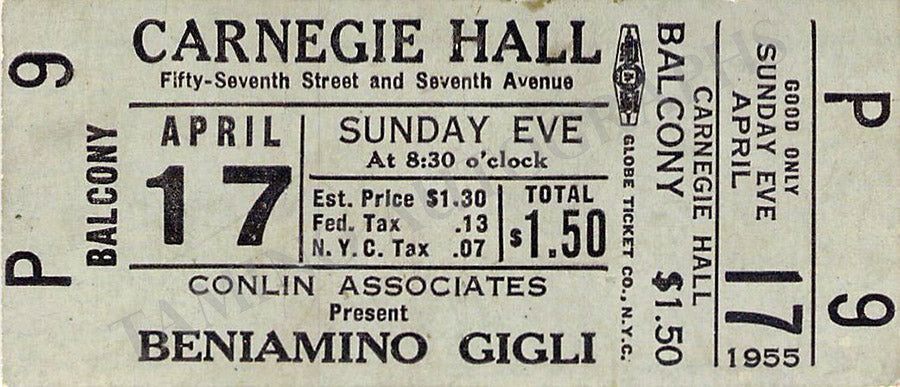 P 9
BALCONY
CARNEGIE HALL
Fifty-Seventh Street and Seventh Avenue
APRIL
17
SUNDAY EVE
At 8:30 o'clock
Est. Price $1.30
Fed. Tax .13
N.Y.C. Tax .07
TOTAL
$1.50
CONLIN ASSOCIATES
Present
BENIAMINO GIGLI
GLOBE TICKET CO., N.Y.C.
BALCONY $1.50
CARNEGIE HALL
GOOD ONLY
SUNDAY EVE
APRIL
17
1955
P 9
TAMINO AUTOGRAPHS